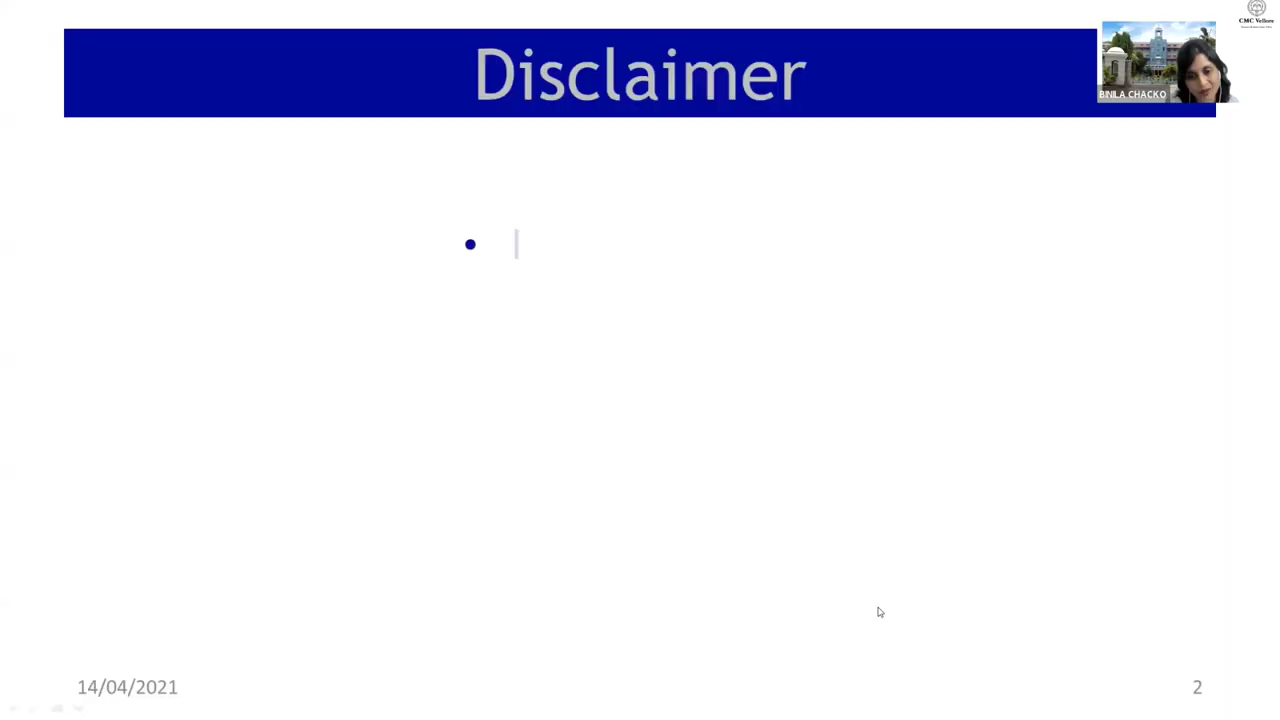 CMC Vellore
Disclaimer
BINILA CHACKO
•
14/04/2021
2